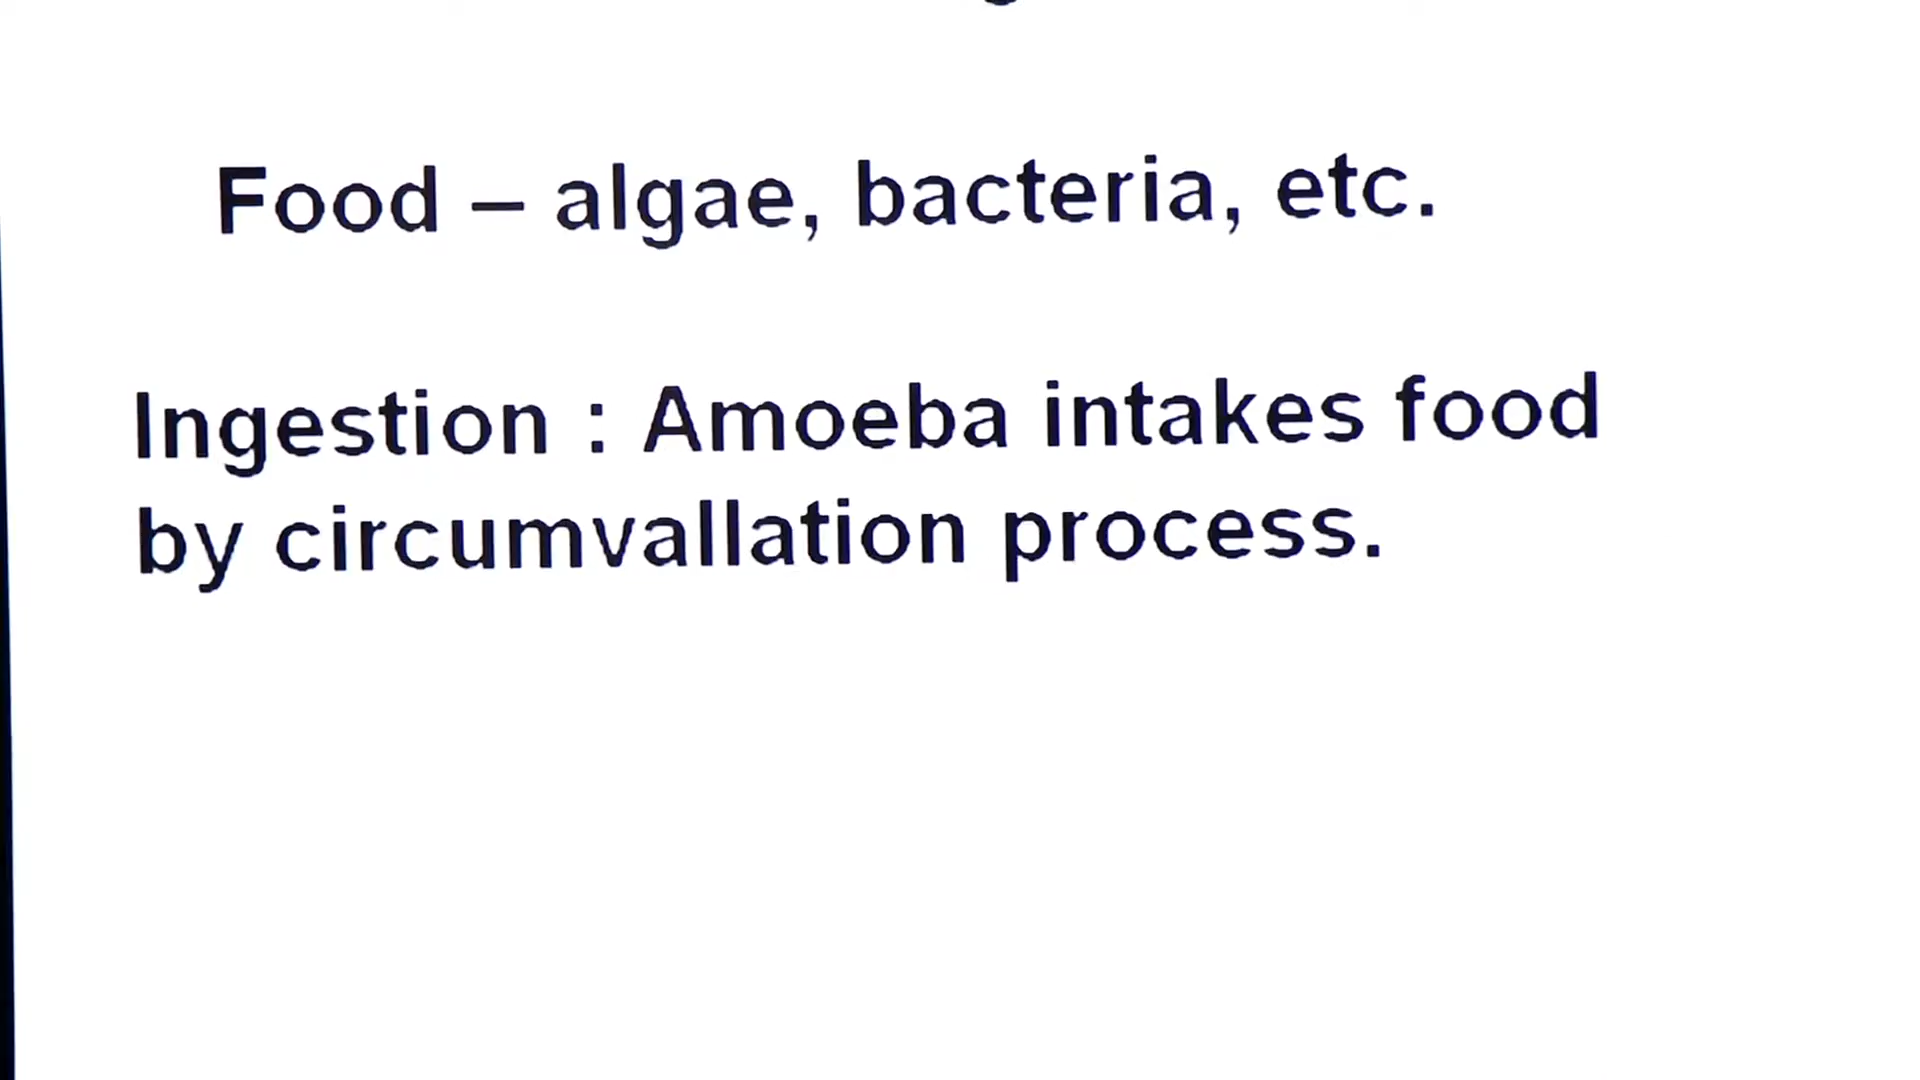 Food – algae, bacteria, etc.
Ingestion : Amoeba intakes food
by circumvallation process.